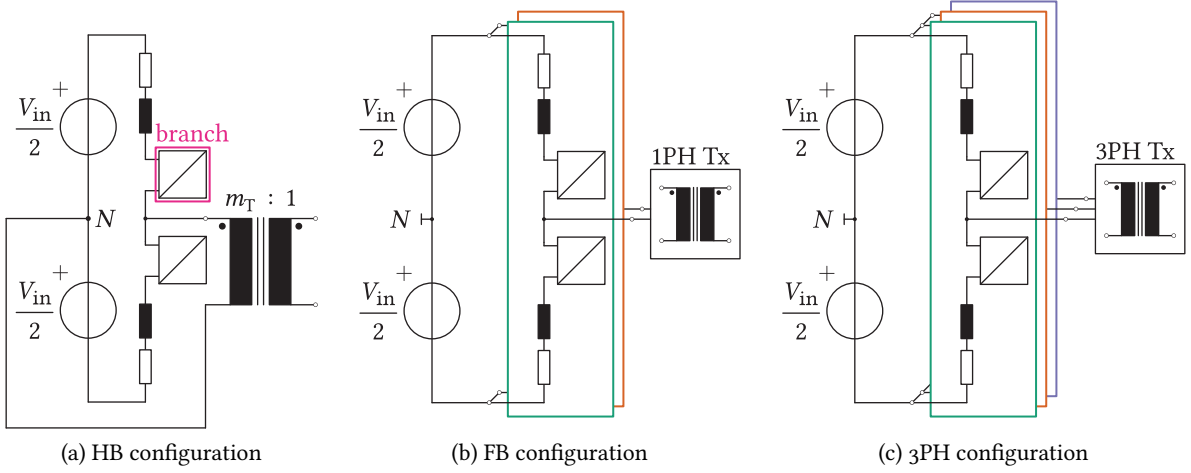 V_in/2
+
branch
m_T : 1
N
V_in/2
+
(a) HB configuration
V_in/2
+
1PH Tx
N
V_in/2
+
(b) FB configuration
V_in/2
+
3PH Tx
N
V_in/2
+
(c) 3PH configuration